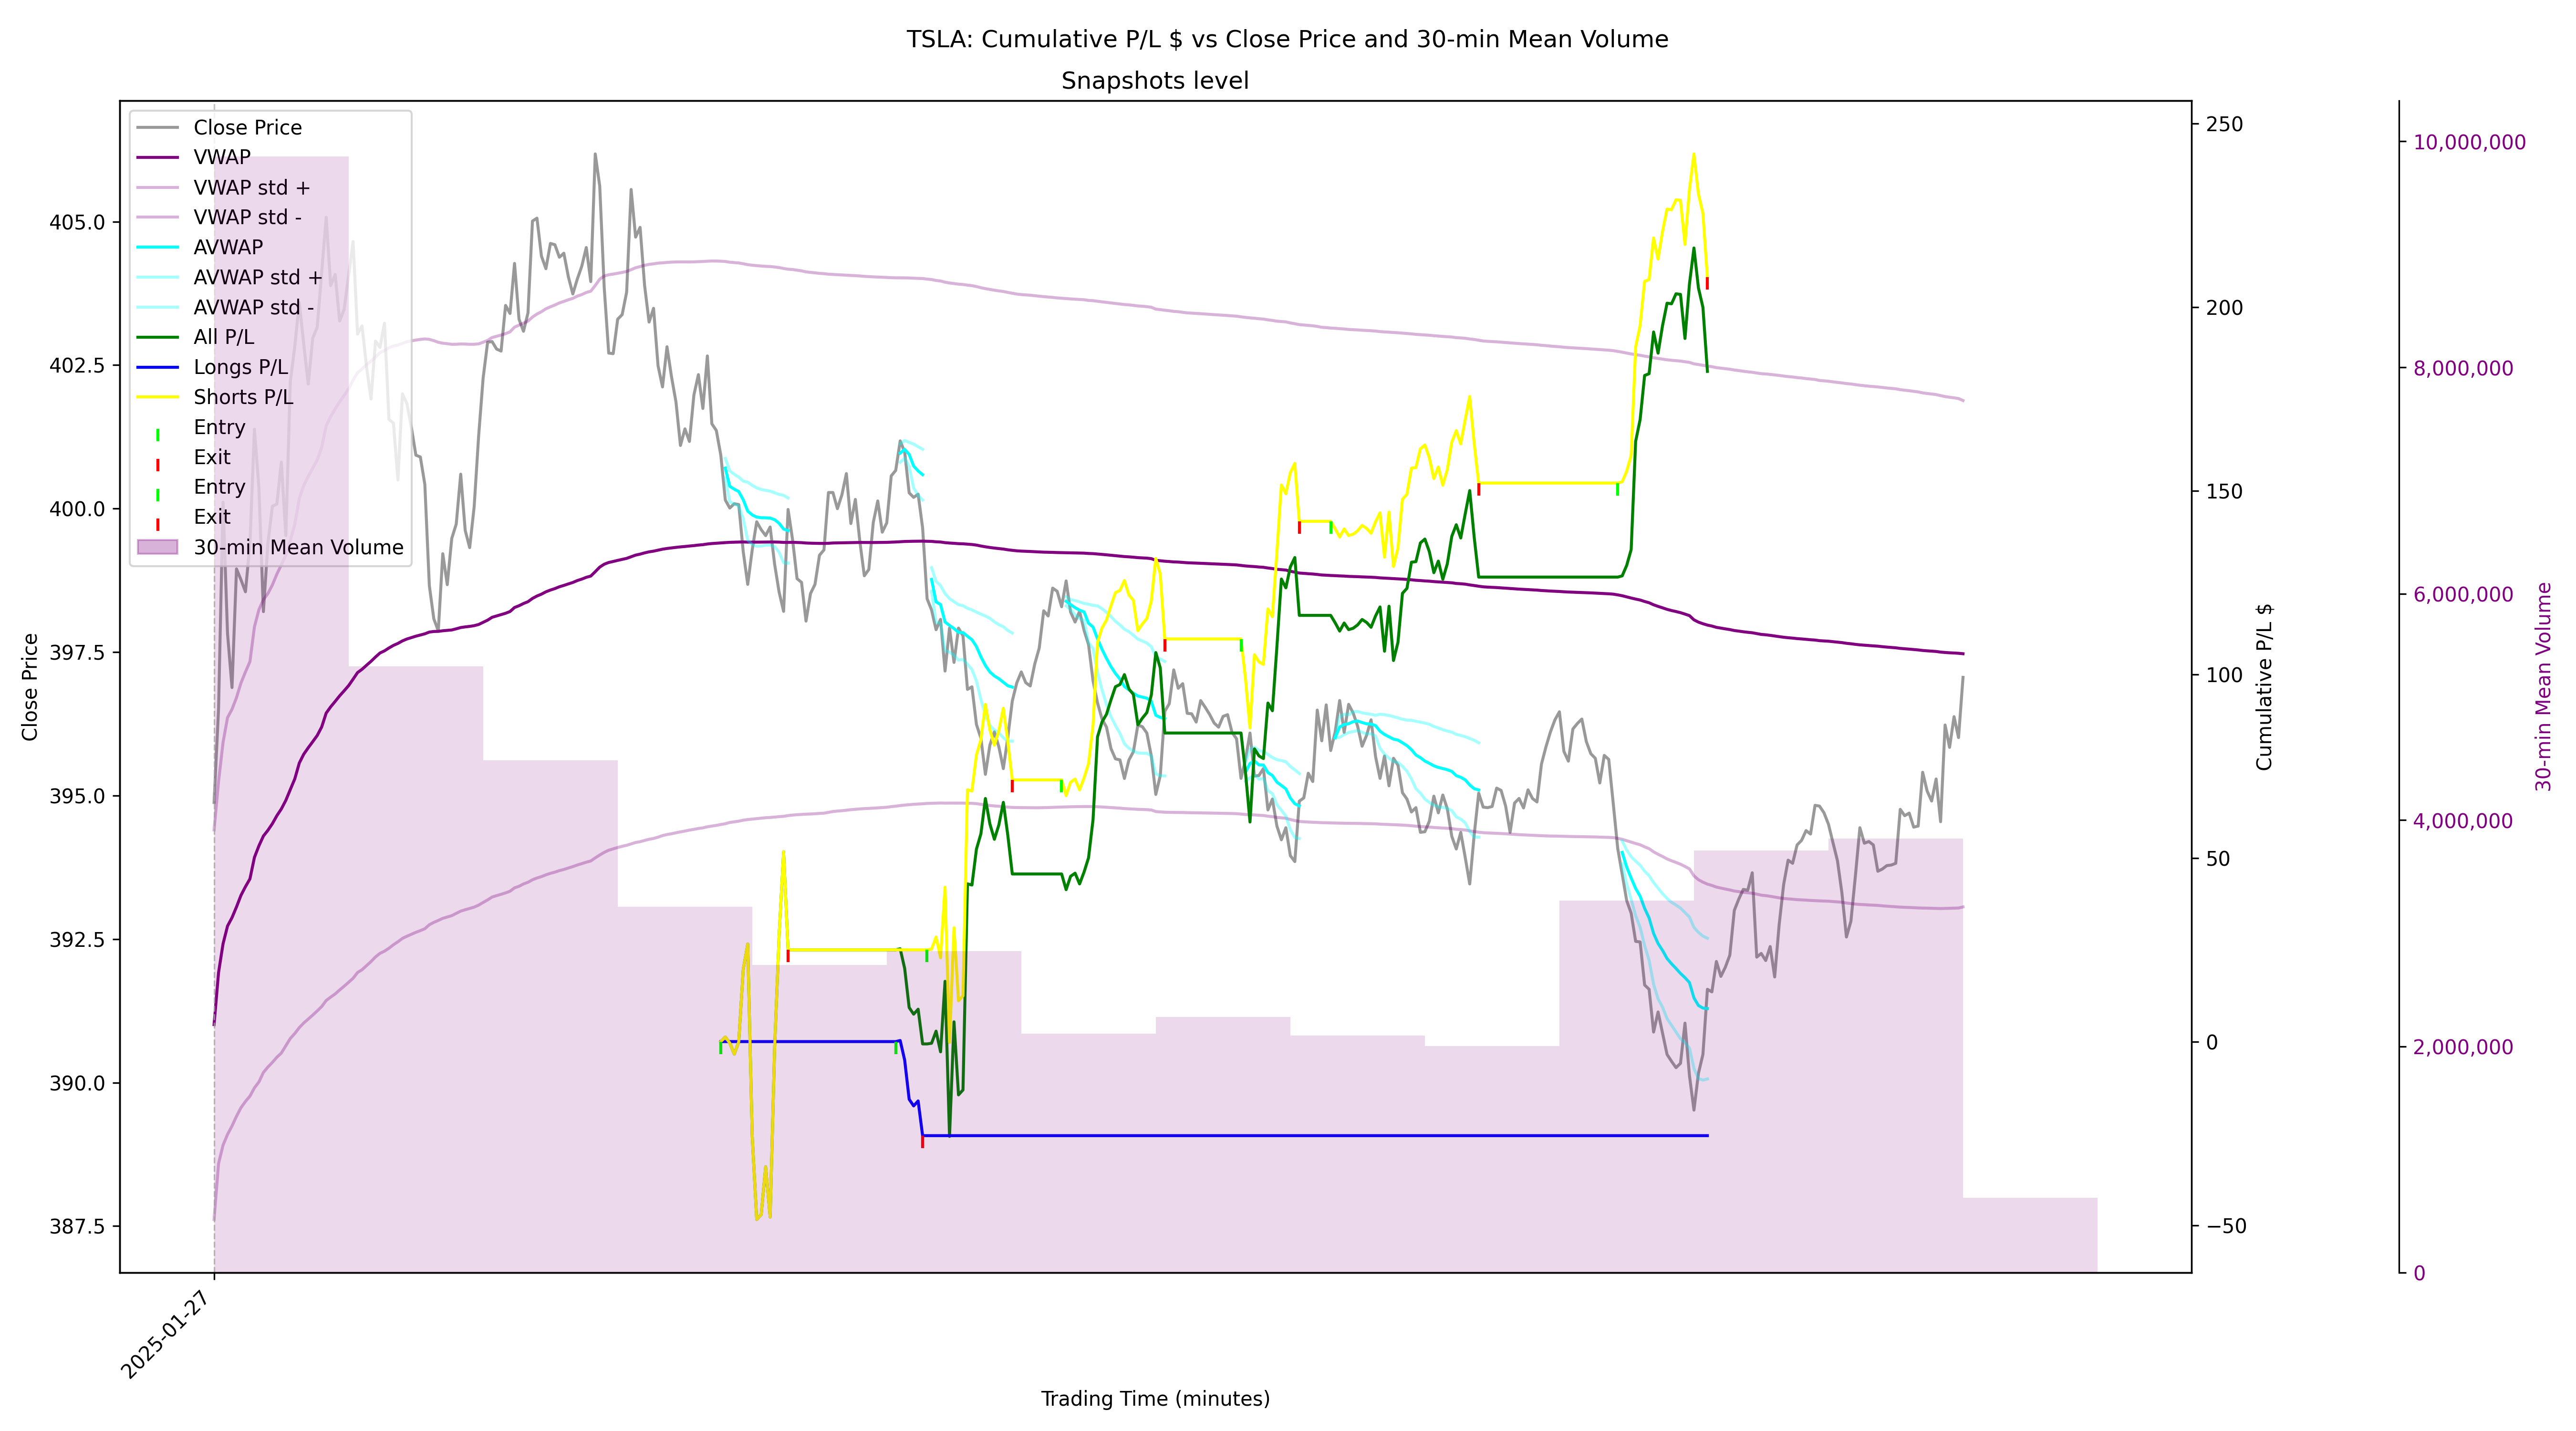 TSLA: Cumulative P/L $ vs Close Price and 30-min Mean Volume
Snapshots level
Close Price
VWAP
VWAP std +
VWAP std -
AVWAP
AVWAP std +
AVWAP std -
All P/L
Longs P/L
Shorts P/L
Entry
Exit
Entry
Exit
30-min Mean Volume
Close Price
405.0
402.5
400.0
397.5
395.0
392.5
390.0
387.5
250
200
150
100
50
0
−50
Cumulative P/L $
10,000,000
8,000,000
6,000,000
4,000,000
2,000,000
0
30-min Mean Volume
2025-01-27
Trading Time (minutes)